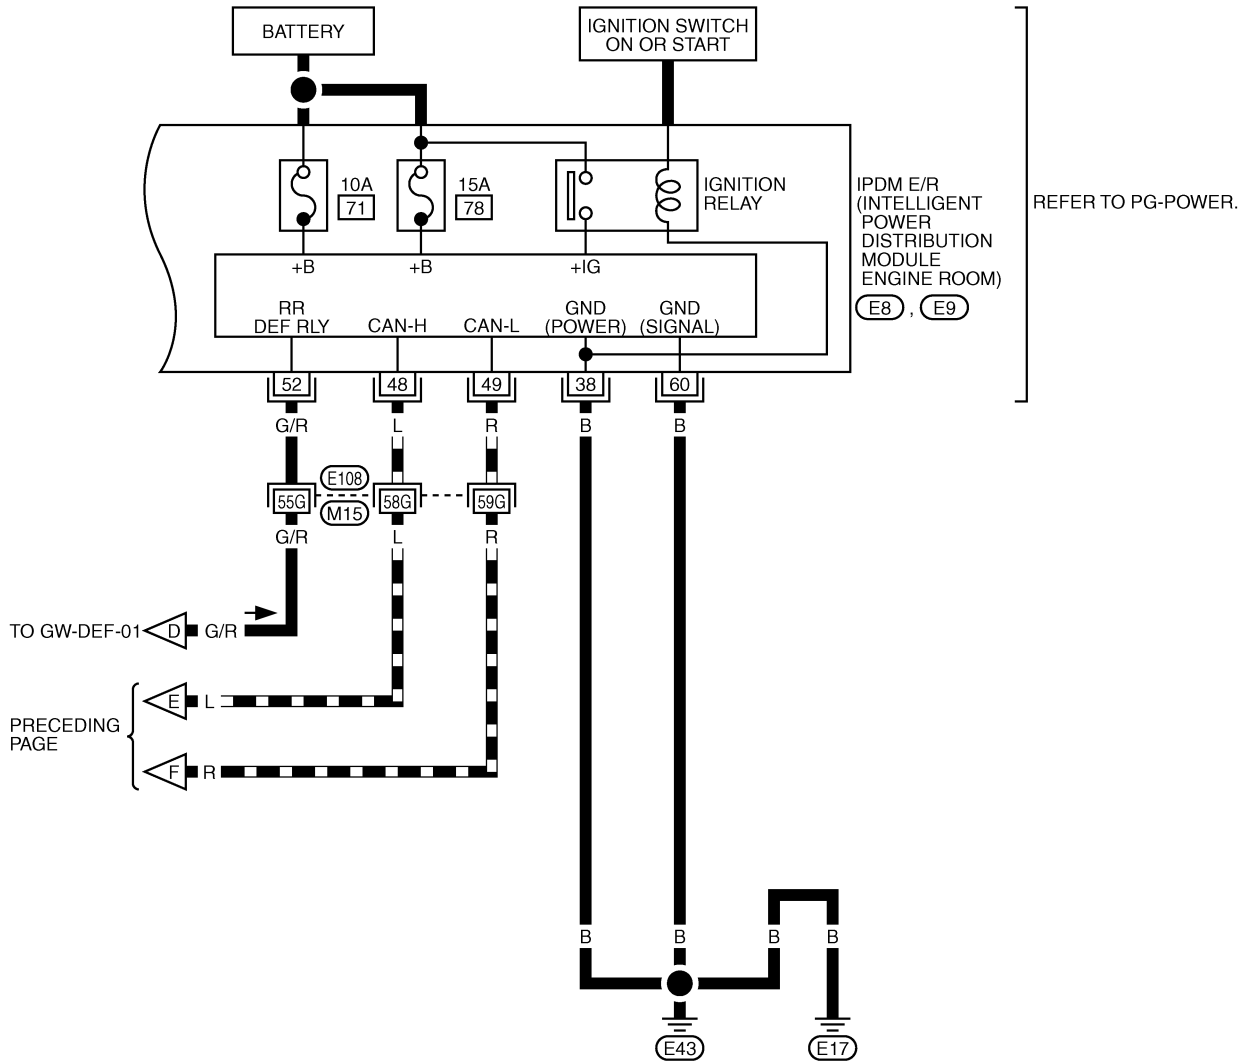 BATTERY
IGNITION SWITCH
ON OR START
10A
71
15A
78
IGNITION
RELAY
IPDM E/R
(INTELLIGENT
POWER
DISTRIBUTION
MODULE
ENGINE ROOM)
E8 , E9
REFER TO PG-POWER.
+B
+B
+IG
RR
DEF RLY
CAN-H
CAN-L
GND
(POWER)
GND
(SIGNAL)
52
48
49
38
60
G/R
L
R
B
B
E108
55G
58G
59G
M15
G/R
L
R
TO GW-DEF-01
D
G/R
E
L
PRECEDING
PAGE
F
R
B
B
B
B
E43
E17